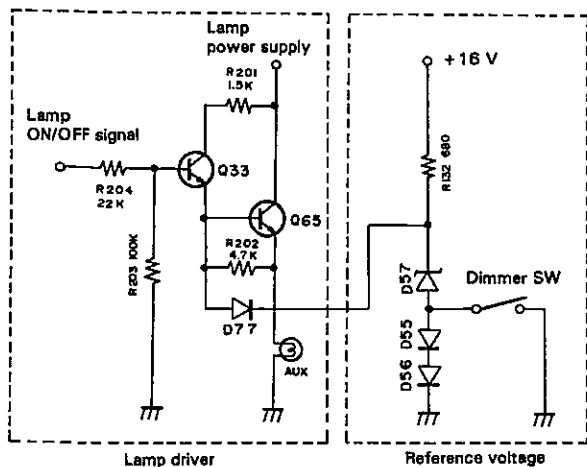 Lamp
power supply
+16 V
R201
1.5K
Lamp
ON/OFF signal
Q33
R132 680
R204
22K
Q65
R202
4.7K
R203 100K
D57
Dimmer SW
D77
D55
AUX
D56
Lamp driver
Reference voltage